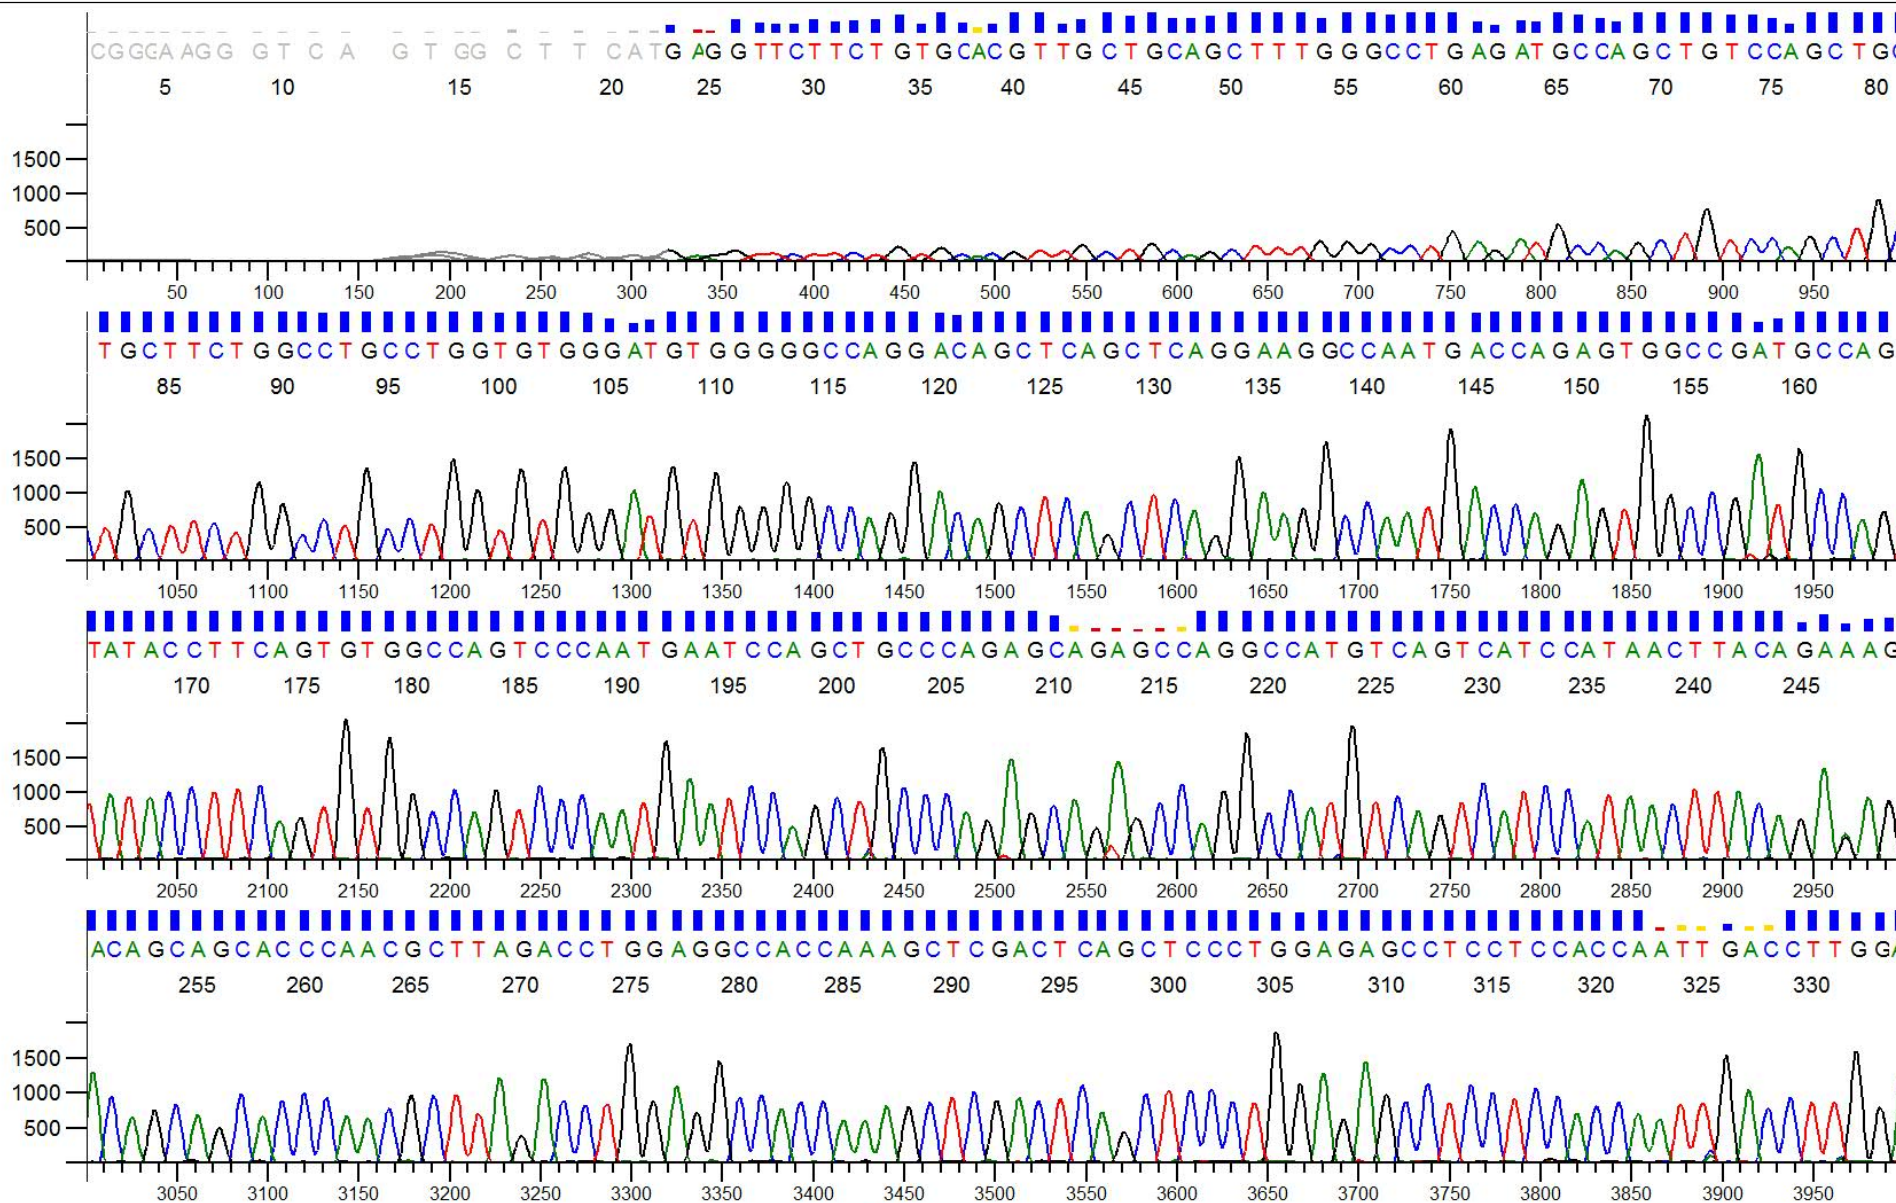 CGGGAAGG GTCA GTGG CTTCATGAGGTTCTTCTGTGCACGTTGCTGCAGCTTTGGGCCTGAGATGCCAGCTGTCCAGCTGC
5 10 15 20 25 30 35 40 45 50 55 60 65 70 75 80
1500
1000
500
50 100 150 200 250 300 350 400 450 500 550 600 650 700 750 800 850 900 950
TGCTTCTGGCCTGCCTGGTGTGGGATGTGGGGGCCAGGACAGCTCAGCTCAGGAAGGCCAATGACCAGAGTGGCCGATGCCAG
85 90 95 100 105 110 115 120 125 130 135 140 145 150 155 160
1500
1000
500
1050 1100 1150 1200 1250 1300 1350 1400 1450 1500 1550 1600 1650 1700 1750 1800 1850 1900 1950
TATACCTTCAGTGTGGCCAGTCCCAATGAATCCAGCTGCCCAGAGCAGAGCCAGGCCATGTCAGTCATCCATAACTTACAGAAAG
170 175 180 185 190 195 200 205 210 215 220 225 230 235 240 245
1500
1000
500
2050 2100 2150 2200 2250 2300 2350 2400 2450 2500 2550 2600 2650 2700 2750 2800 2850 2900 2950
ACAGCAGCACCCAACGCTTAGACCTGGAGGCCACCAAAGCTCGACTCAGCTCCCTGGAGAGCCTCCTCCACCAATTGACCTTGGA
255 260 265 270 275 280 285 290 295 300 305 310 315 320 325 330
1500
1000
500
3050 3100 3150 3200 3250 3300 3350 3400 3450 3500 3550 3600 3650 3700 3750 3800 3850 3900 3950